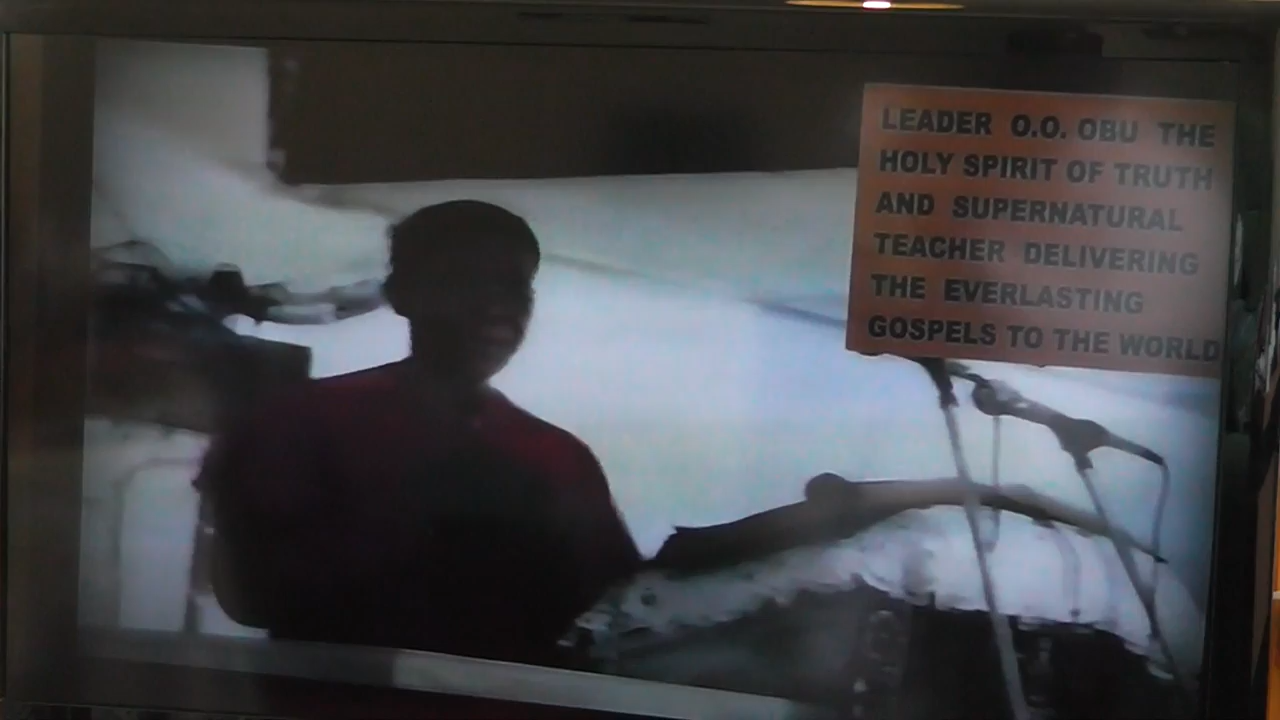 LEADER O.O. OBU THE
HOLY SPIRIT OF TRUTH
AND SUPERNATURAL
TEACHER DELIVERING
THE EVERLASTING
GOSPELS TO THE WORLD